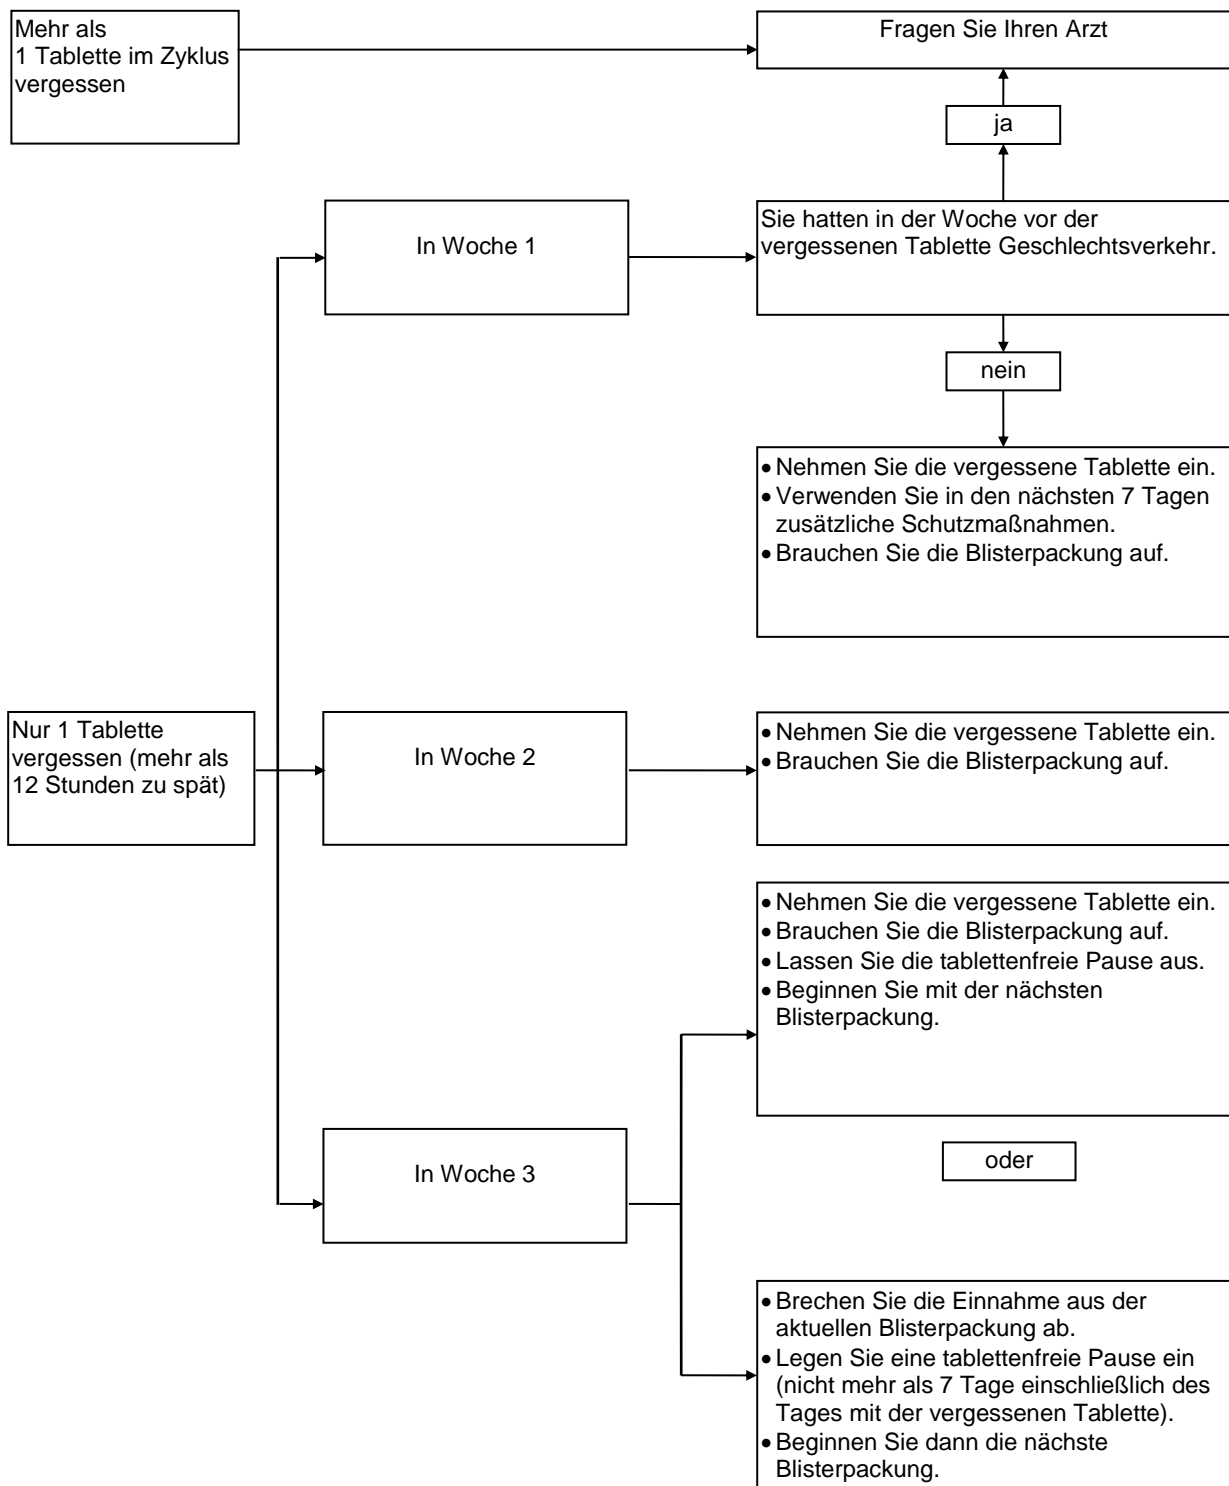 Mehr als
1 Tablette im Zyklus
vergessen
Fragen Sie Ihren Arzt
ja
In Woche 1
Sie hatten in der Woche vor der
vergessenen Tablette Geschlechtsverkehr.
nein
• Nehmen Sie die vergessene Tablette ein.
• Verwenden Sie in den nächsten 7 Tagen
zusätzliche Schutzmaßnahmen.
• Brauchen Sie die Blisterpackung auf.
Nur 1 Tablette
vergessen (mehr als
12 Stunden zu spät)
In Woche 2
• Nehmen Sie die vergessene Tablette ein.
• Brauchen Sie die Blisterpackung auf.
• Nehmen Sie die vergessene Tablette ein.
• Brauchen Sie die Blisterpackung auf.
• Lassen Sie die tablettenfreie Pause aus.
• Beginnen Sie mit der nächsten
Blisterpackung.
In Woche 3
oder
• Brechen Sie die Einnahme aus der
aktuellen Blisterpackung ab.
• Legen Sie eine tablettenfreie Pause ein
(nicht mehr als 7 Tage einschließlich des
Tages mit der vergessenen Tablette).
• Beginnen Sie dann die nächste
Blisterpackung.